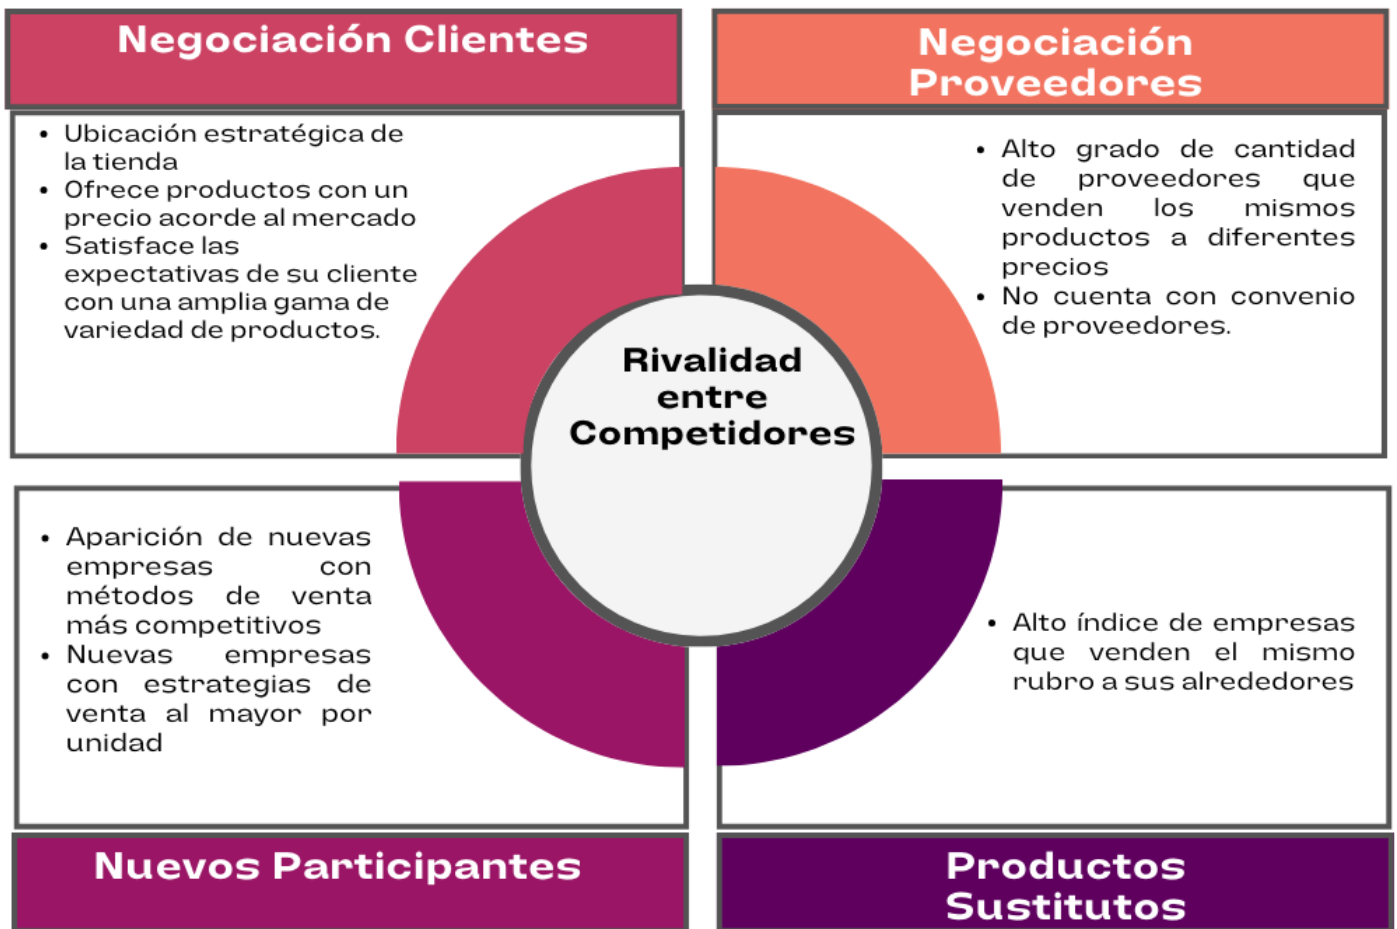 Negociación Clientes
• Ubicación estratégica de
la tienda
• Ofrece productos con un
precio acorde al mercado
• Satisface las
expectativas de su cliente
con una amplia gama de
variedad de productos.
Negociación
Proveedores
• Alto grado de cantidad
de proveedores que
venden los mismos
productos a diferentes
precios
• No cuenta con convenio
de proveedores.
Rivalidad
entre
Competidores
• Aparición de nuevas
empresas con
métodos de venta
más competitivos
• Nuevas empresas
con estrategias de
venta al mayor por
unidad
Nuevos Participantes
• Alto índice de empresas
que venden el mismo
rubro a sus alrededores
Productos
Sustitutos